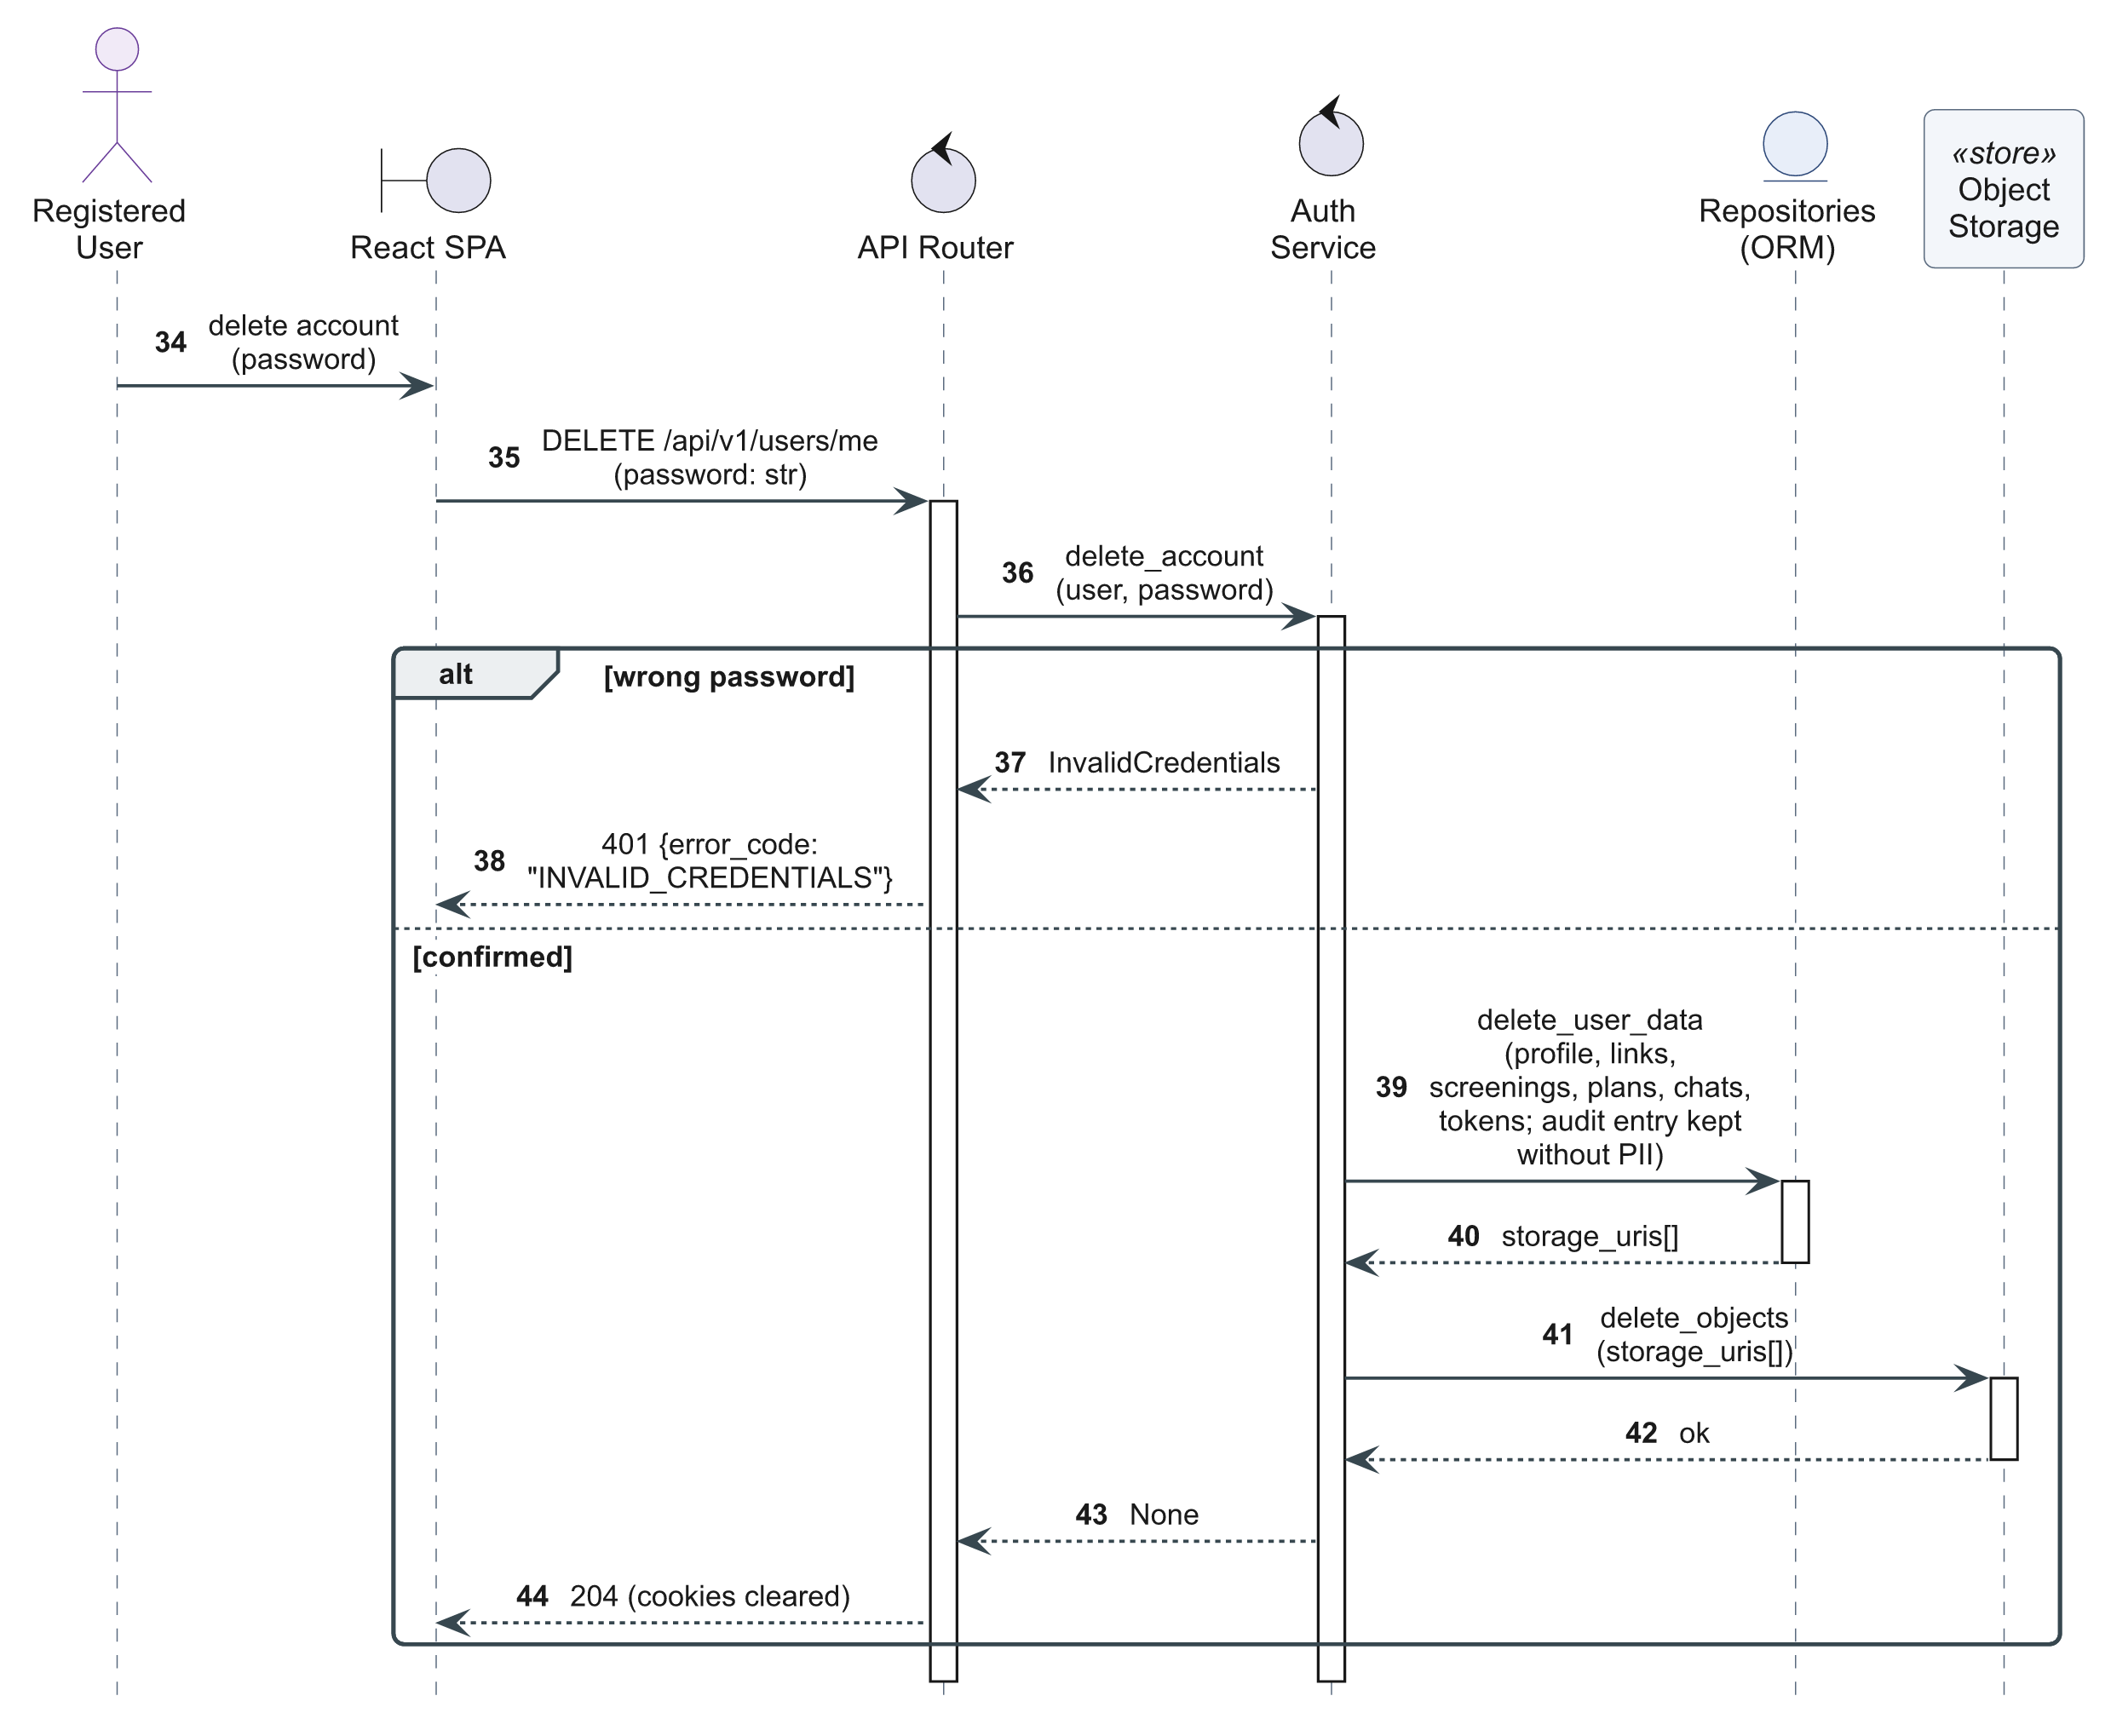 Registered
User
React SPA
API Router
Auth
Service
Repositories
(ORM)
«store»
Object
Storage
34 delete account
(password)
35 DELETE /api/v1/users/me
(password: str)
36 delete_account
(user, password)
alt [wrong password]
37 InvalidCredentials
38 401 {error_code:
"INVALID_CREDENTIALS"}
[confirmed]
39 delete_user_data
(profile, links,
screenings, plans, chats,
tokens; audit entry kept
without PII)
40 storage_uris[]
41 delete_objects
(storage_uris[])
42 ok
43 None
44 204 (cookies cleared)